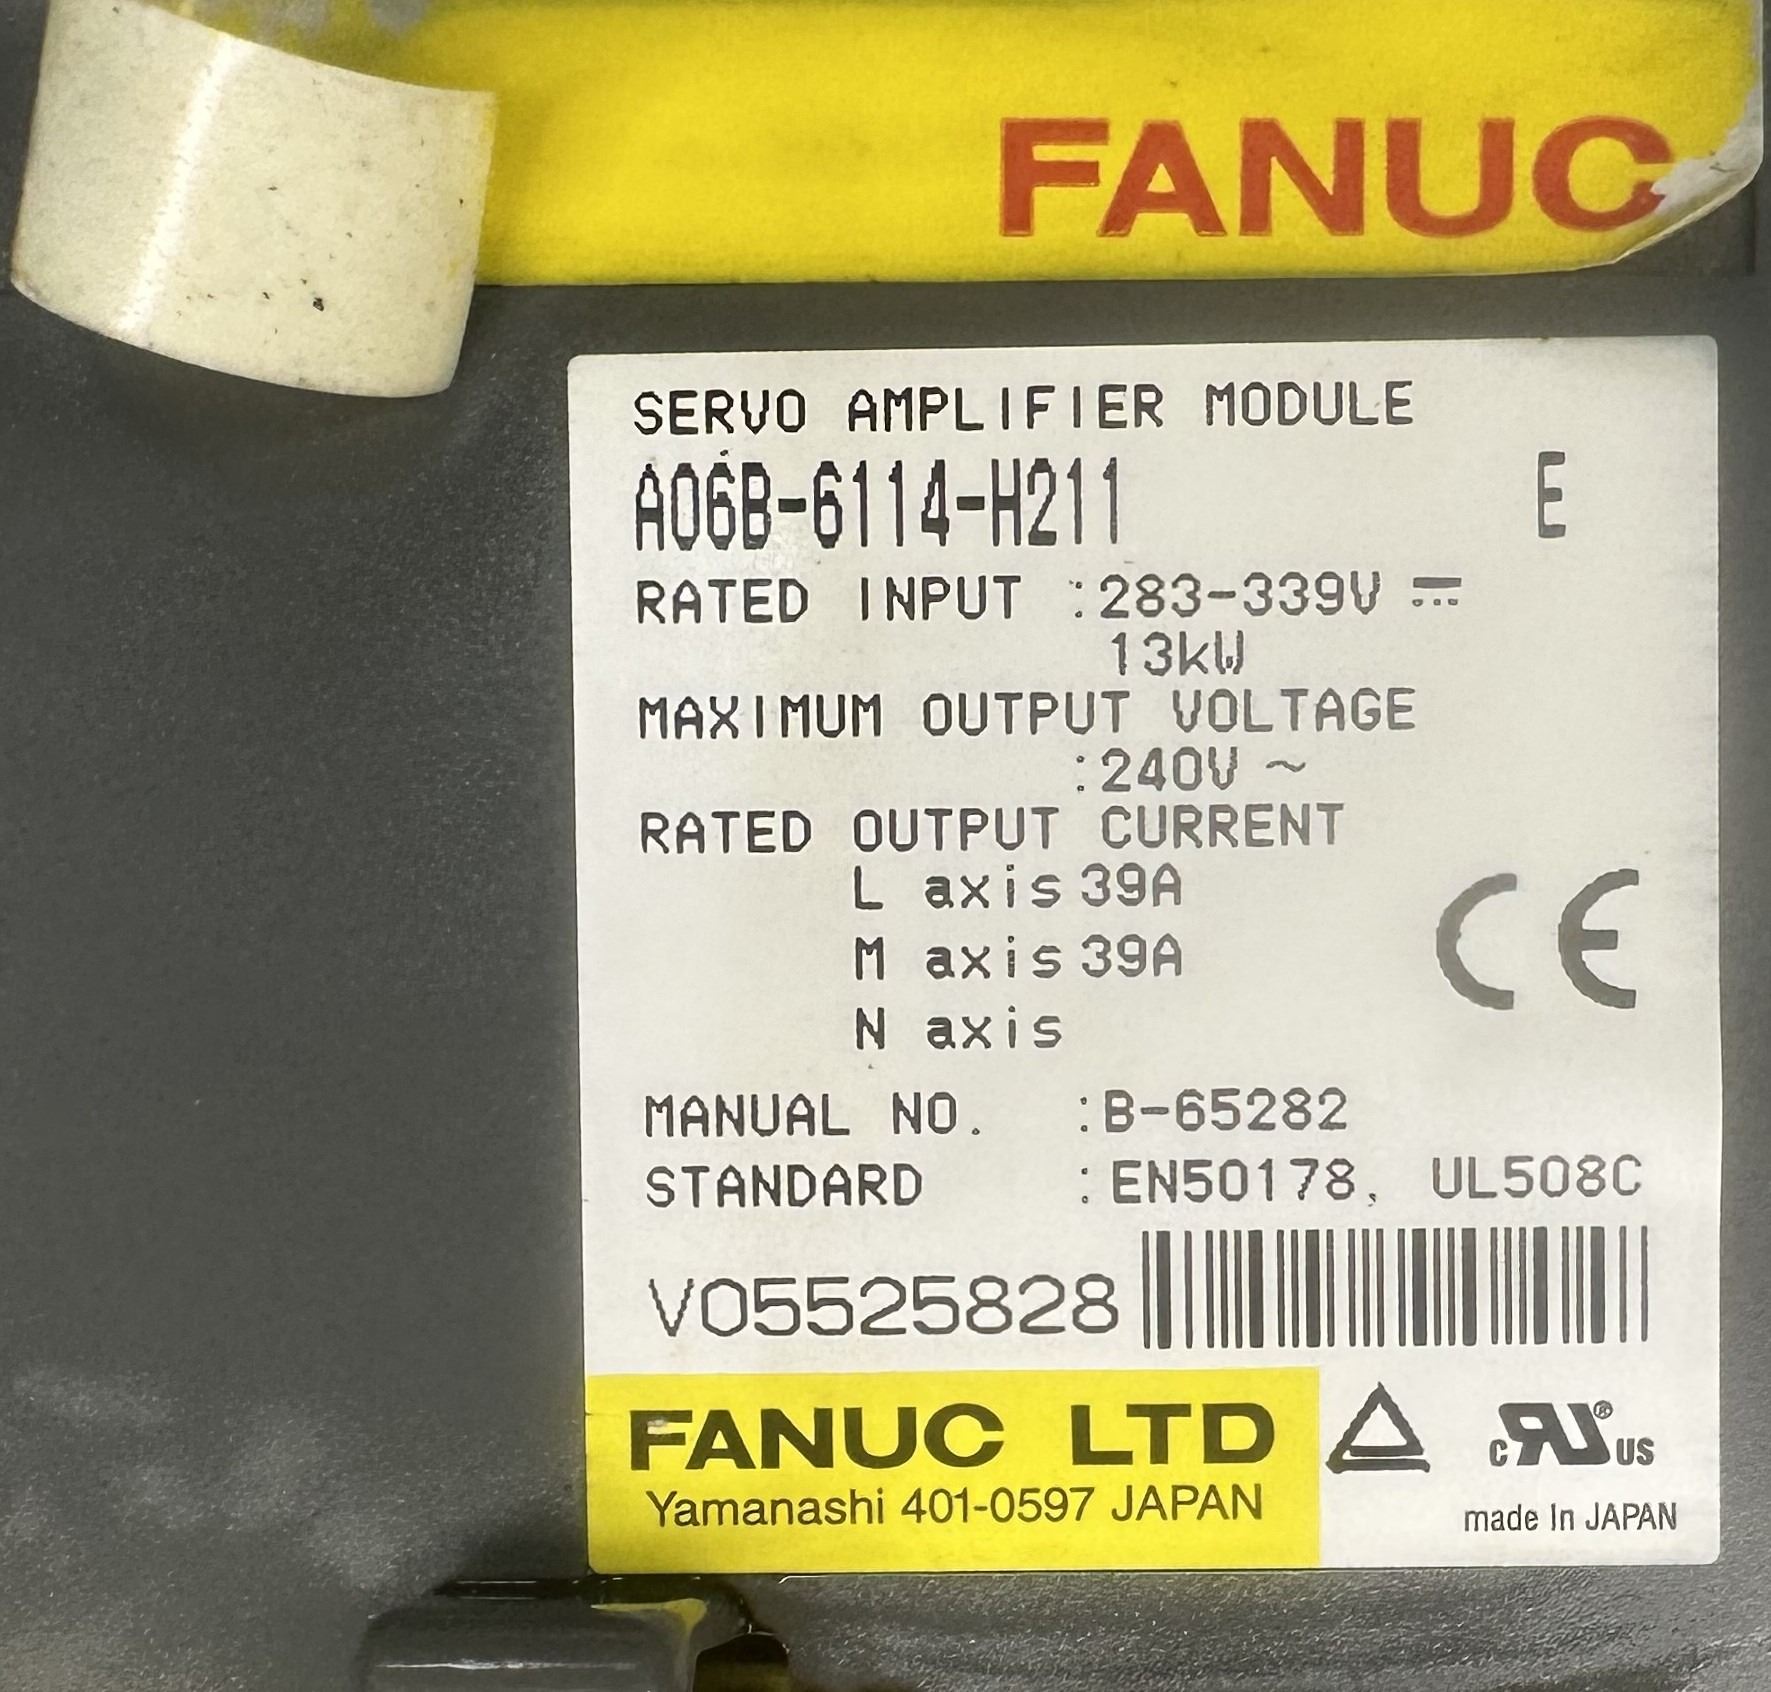 FANUC
SERVO AMPLIFIER MODULE
A06B-6114-H211 E
RATED INPUT :283-339V ⎓
13kW
MAXIMUM OUTPUT VOLTAGE
:240V ~
RATED OUTPUT CURRENT
L axis 39A
M axis 39A
N axis
CE
MANUAL NO. :B-65282
STANDARD :EN50178, UL508C
V05525828
FANUC LTD
Yamanashi 401-0597 JAPAN
c RU® US
made in JAPAN